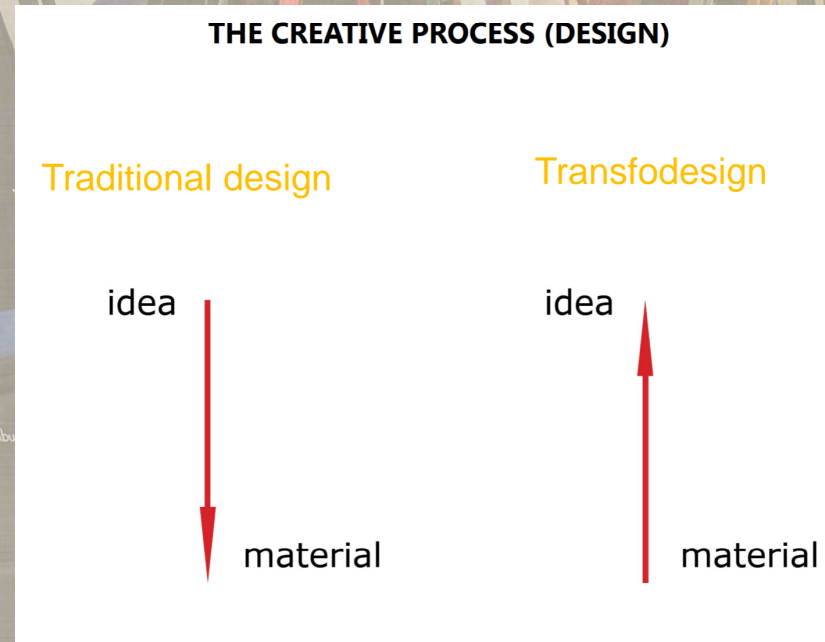 THE CREATIVE PROCESS (DESIGN)
Traditional design
Transfodesign
idea
idea
material
material